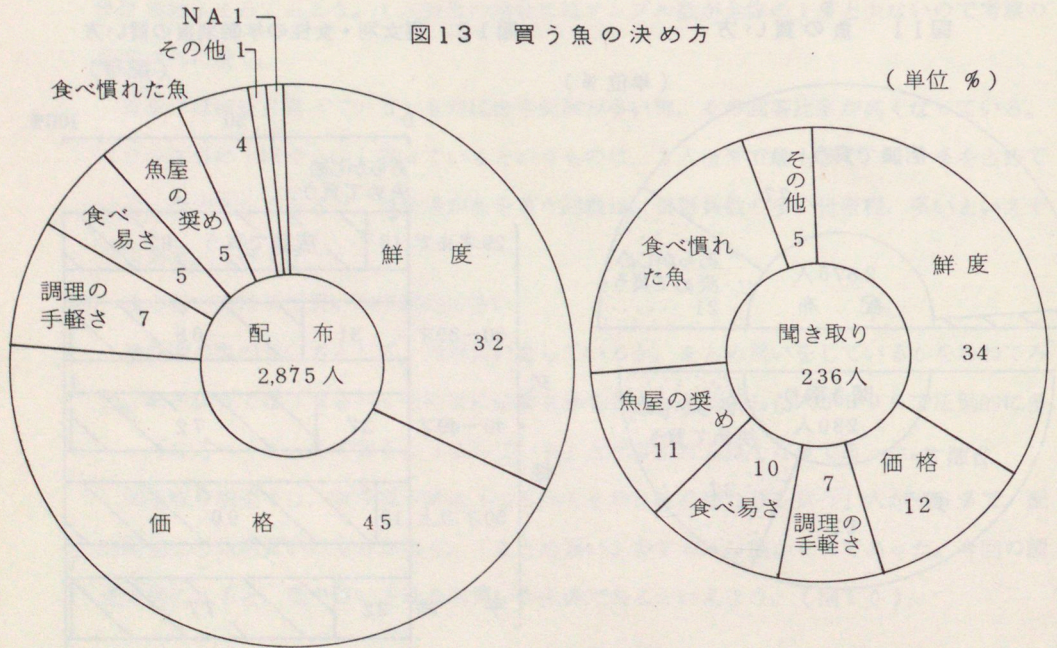 図13 買う魚の決め方
(単位 %)
NA 1
その他 1
食べ慣れた魚
4
魚屋の奨め
5
食べ易さ
5
調理の手軽さ
7
鮮度
32
価格 45
配布
2,875人
その他
5
食べ慣れた魚
鮮度
34
聞き取り
236人
魚屋の奨め
11
10
食べ易さ
7
調理の手軽さ
価格
12